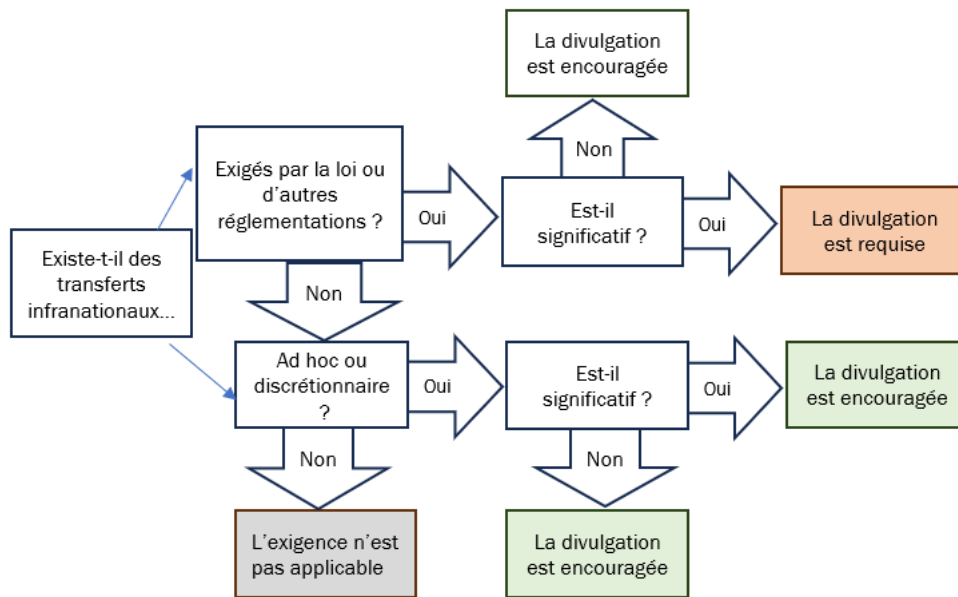 La divulgation
est encouragée
Non
Exigés par la loi ou
d'autres
réglementations ?
Oui
Est-il
significatif ?
Oui
La divulgation
est requise
Existe-t-il des
transferts
infranationaux...
Non
Ad hoc ou
discrétionnaire
?
Oui
Est-il
significatif ?
Oui
La divulgation
est encouragée
Non
Non
L'exigence n'est
pas applicable
La divulgation
est encouragée